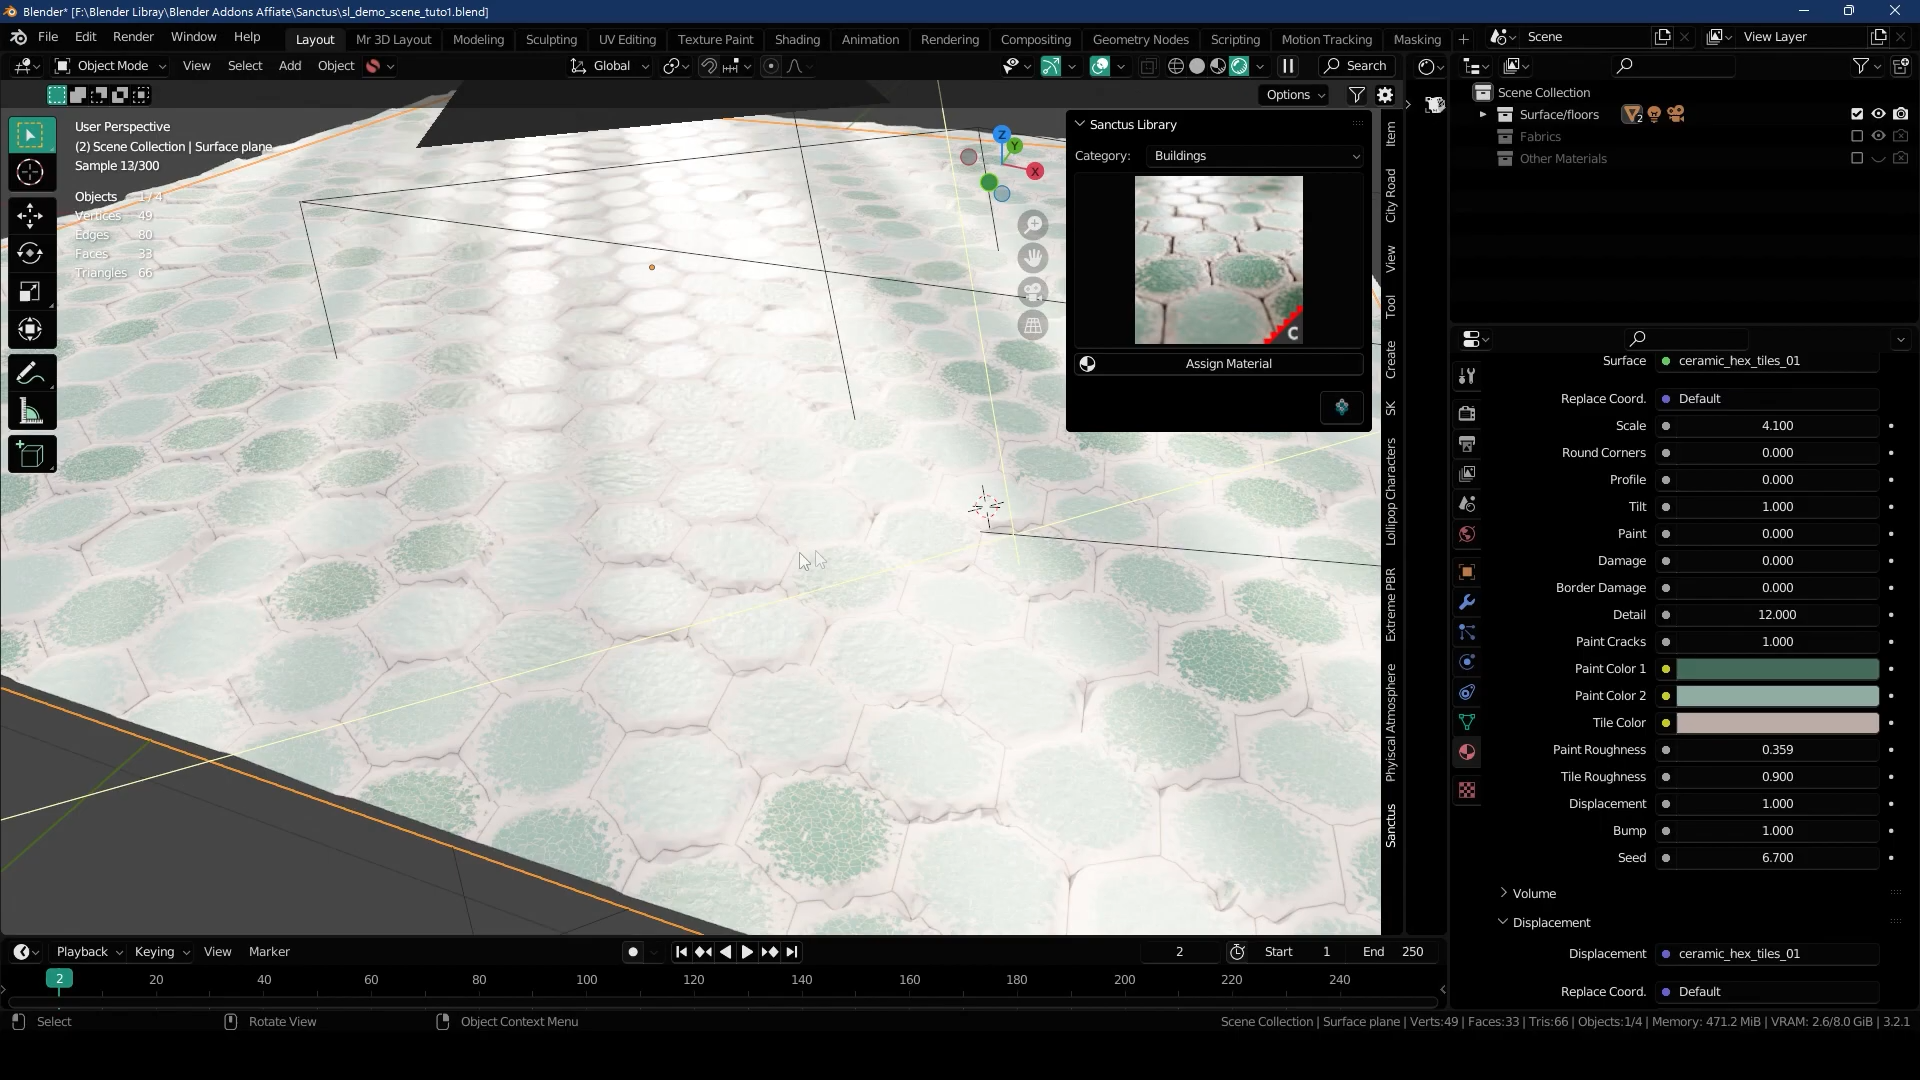 Blender* [F:\Blender Libray\Blender Addons Affiate\Sanctus\sl_demo_scene_tuto1.blend]
File Edit Render Window Help
Layout Mr 3D Layout Modeling Sculpting UV Editing Texture Paint Shading Animation Rendering Compositing Geometry Nodes Scripting Motion Tracking Masking
Scene
View Layer
Object Mode View Select Add Object
Global
Search
Options
User Perspective
(2) Scene Collection | Surface plane
Sample 13/300
Objects 1/4
Vertices 49
Edges 80
Faces 33
Triangles 66
Z
Y
X
Sanctus Library
Category: Buildings
C
Assign Material
Item
City Road
View
Tool
Create
SK
Lollipop Characters
Extreme PBR
Phyiscal Atmosphere
Sanctus
Scene Collection
Surface/floors
2
Fabrics
Other Materials
Surface ceramic_hex_tiles_01
Replace Coord. Default
Scale 4.100
Round Corners 0.000
Profile 0.000
Tilt 1.000
Paint 0.000
Damage 0.000
Border Damage 0.000
Detail 12.000
Paint Cracks 1.000
Paint Color 1
Paint Color 2
Tile Color
Paint Roughness 0.359
Tile Roughness 0.900
Displacement 1.000
Bump 1.000
Seed 6.700
Volume
Displacement
Displacement ceramic_hex_tiles_01
Replace Coord. Default
Playback Keying View Marker
2 Start 1 End 250
2 20 40 60 80 100 120 140 160 180 200 220 240
Select Rotate View Object Context Menu
Scene Collection | Surface plane | Verts:49 | Faces:33 | Tris:66 | Objects:1/4 | Memory: 471.2 MiB | VRAM: 2.6/8.0 GiB | 3.2.1